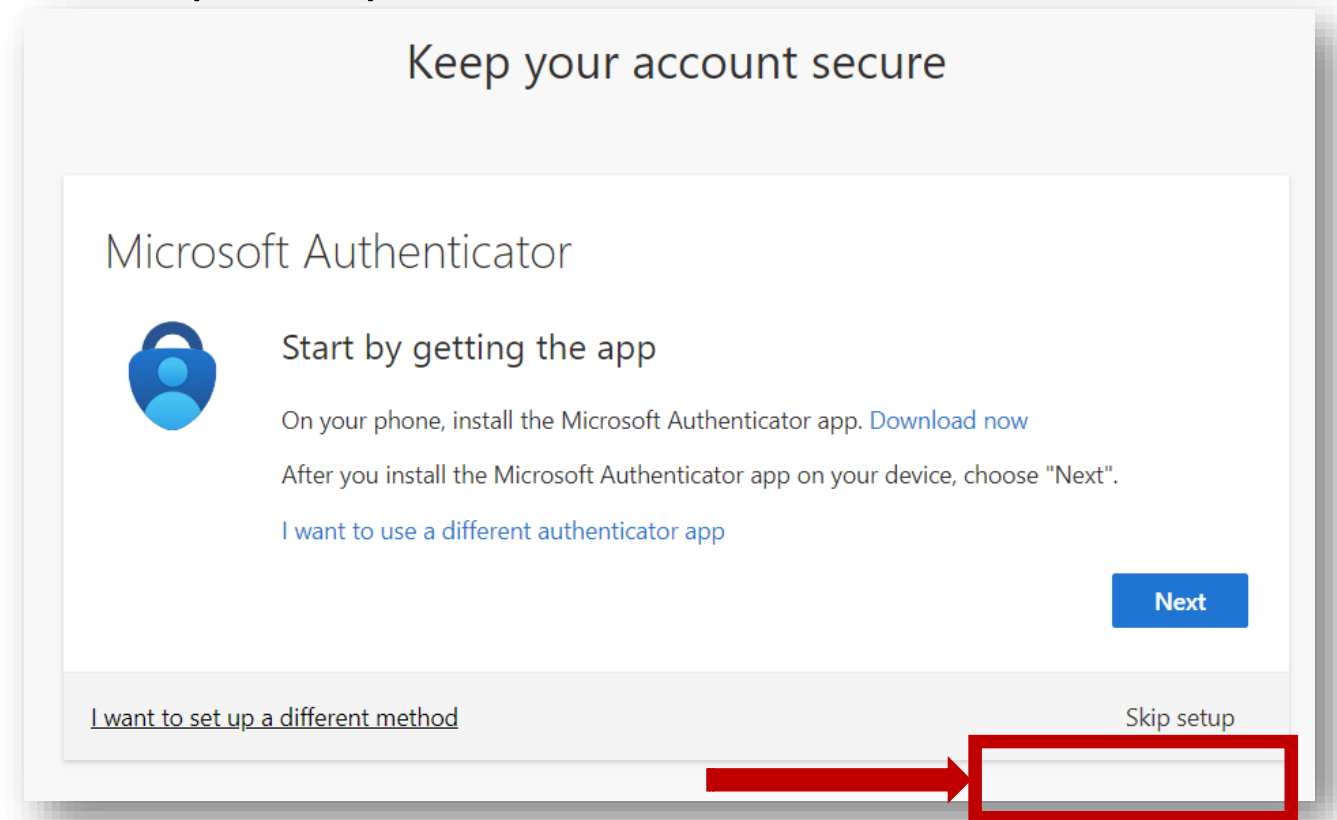 Keep your account secure
Microsoft Authenticator
Start by getting the app
On your phone, install the Microsoft Authenticator app. Download now
After you install the Microsoft Authenticator app on your device, choose "Next".
I want to use a different authenticator app
Next
I want to set up a different method
Skip setup